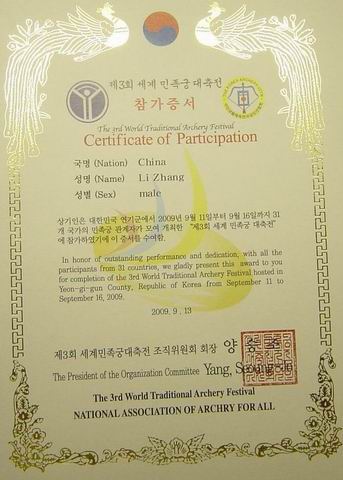 제3회 세계 민족궁 대축전
참가증서
The 3rd World Traditional Archery Festival
Certificate of Participation
국명 (Nation) China
성명 (Name) Li Zhang
성별 (Sex) male
상기인은 대한민국 연기군에서 2009년 9월 11일부터 9월 16일까지 31
개 국가의 민족궁 관계자가 모여 개최한 "제3회 세계 민족궁 대축전"
에 참가하였기에 이 증서를 수여함.
In honor of outstanding performance and dedication, with all the
participants from 31 countries, we gladly present this award to you
for completion of the 3rd World Traditional Archery Festival hosted in
Yeon-gi-gun County, Republic of Korea from September 11 to
September 16, 2009.
2009 . 9 . 13
제3회 세계민족궁대축전 조직위원회 회장 양
The President of the Organization Committee Yang,
The 3rd World Traditional Archery Festival
NATIONAL ASSOCIATION OF ARCHRY FOR ALL